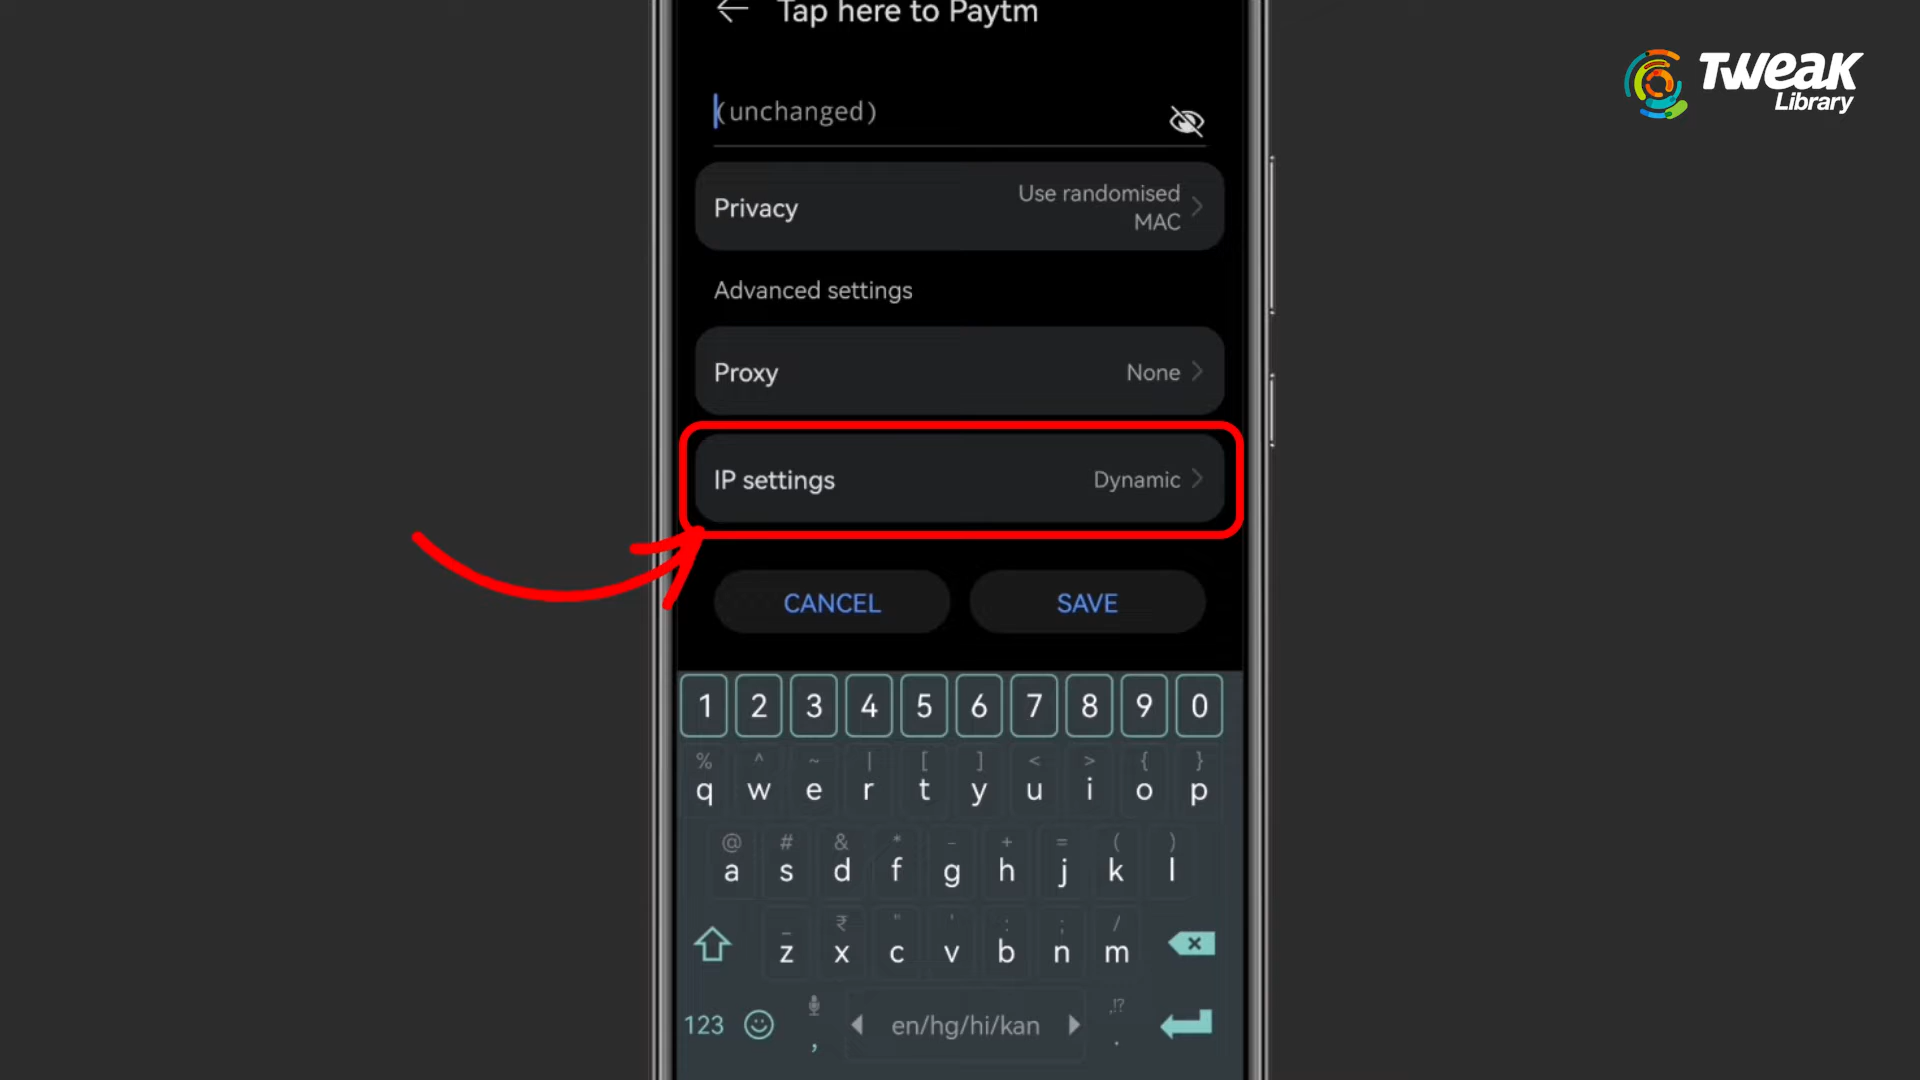 Tap here to Paytm
TWEAK
Library
(unchanged)
Privacy
Use randomised
MAC
Advanced settings
Proxy
None
IP settings
Dynamic
CANCEL
SAVE
1 2 3 4 5 6 7 8 9 0
% ^ ~ | [ ] < > { }
q w e r t y u i o p
@ # & * - + = ( )
a s d f g h j k l
_ ₹ " ' : ; /
z x c v b n m
,!?
123 , en/hg/hi/kan .